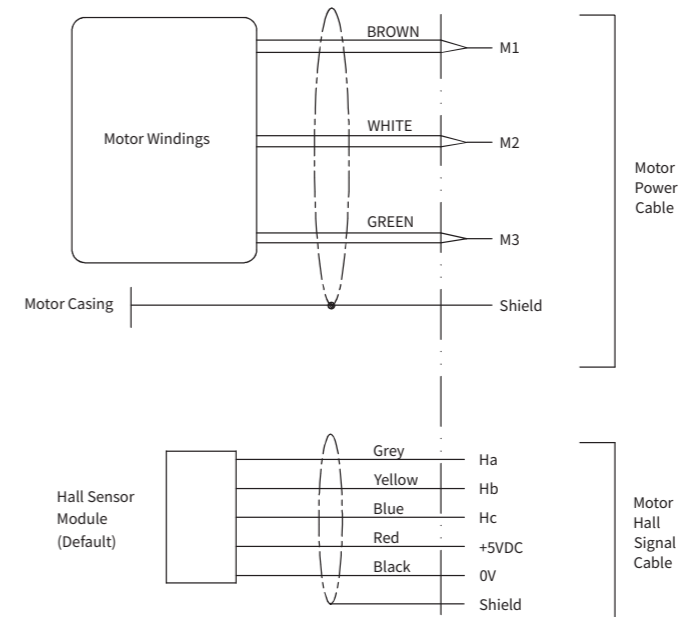 BROWN
M1
WHITE
Motor Windings
M2
Motor
Power
Cable
GREEN
M3
Motor Casing
Shield
Grey
Ha
Yellow
Hb
Hall Sensor
Module
(Default)
Blue
Hc
Red
+5VDC
Black
0V
Shield
Motor
Hall
Signal
Cable